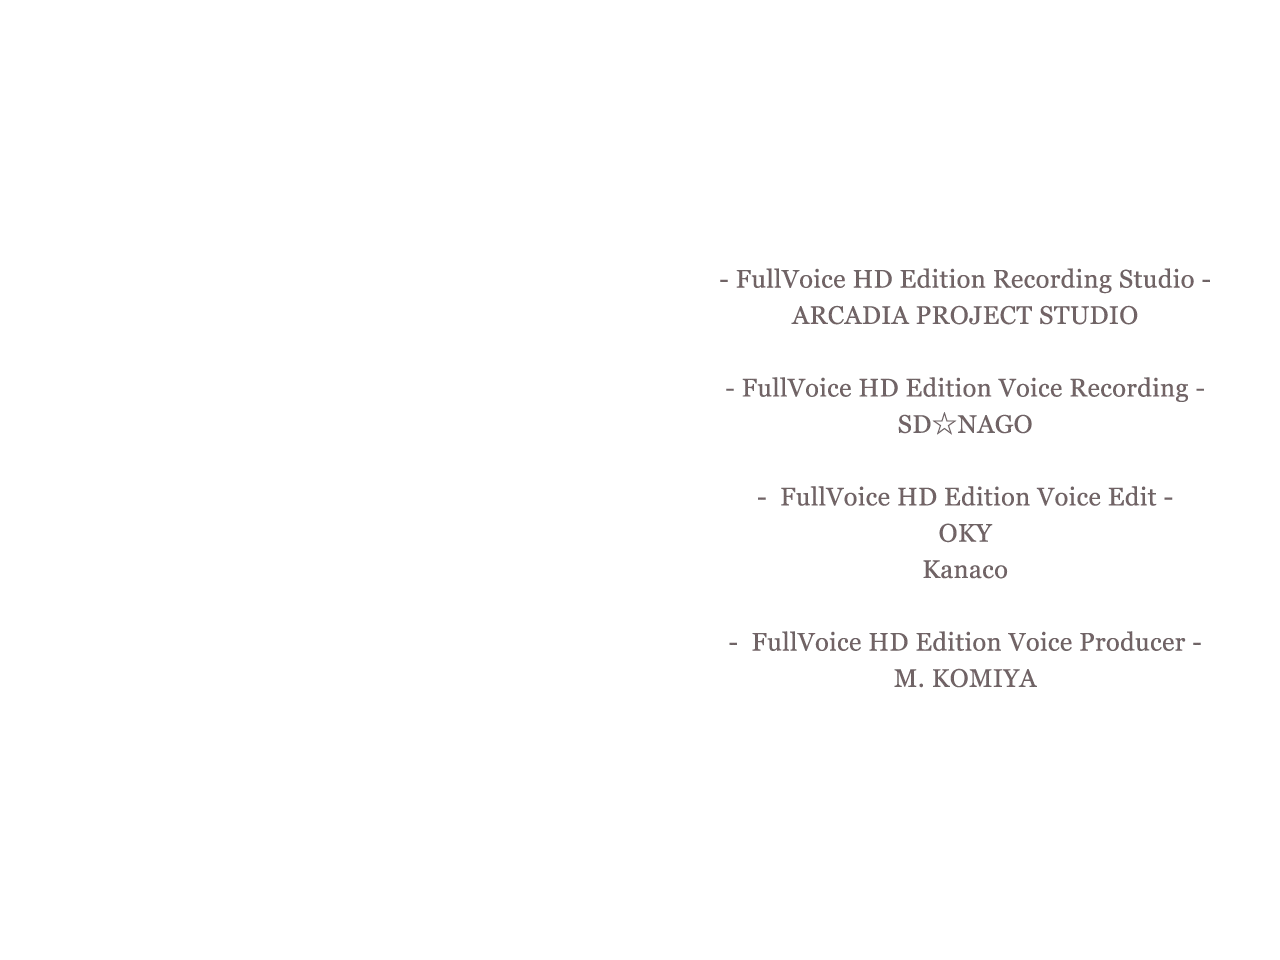 - FullVoice HD Edition Recording Studio -
ARCADIA PROJECT STUDIO
- FullVoice HD Edition Voice Recording -
SD☆NAGO
-  FullVoice HD Edition Voice Edit -
OKY
Kanaco
-  FullVoice HD Edition Voice Producer -
M. KOMIYA